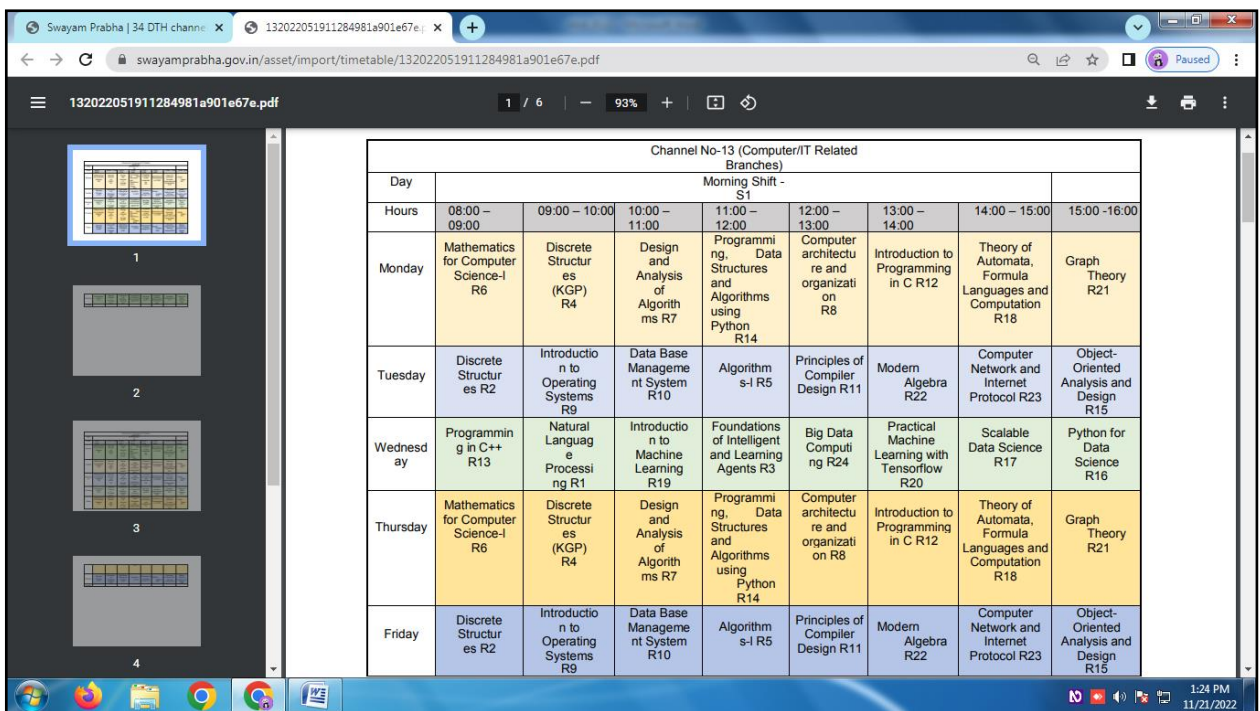 Swayam Prabha | 34 DTH channe
132022051911284981a901e67e.p
swayamprabha.gov.in/asset/import/timetable/132022051911284981a901e67e.pdf
Paused
132022051911284981a901e67e.pdf
1 / 6
93%
Channel No-13 (Computer/IT Related
Branches)
Day
Morning Shift -
S1
Hours
08:00 –
09:00
09:00 – 10:00
10:00 –
11:00
11:00 –
12:00
12:00 –
13:00
13:00 –
14:00
14:00 – 15:00
15:00 -16:00
Monday
Mathematics
for Computer
Science-I
R6
Discrete
Structur
es
(KGP)
R4
Design
and
Analysis
of
Algorith
ms R7
Programmi
ng, Data
Structures
and
Algorithms
using
Python
R14
Computer
architectu
re and
organizati
on
R8
Introduction to
Programming
in C R12
Theory of
Automata,
Formula
Languages and
Computation
R18
Graph
Theory
R21
Tuesday
Discrete
Structur
es R2
Introductio
n to
Operating
Systems
R9
Data Base
Manageme
nt System
R10
Algorithm
s-I R5
Principles of
Compiler
Design R11
Modern
Algebra
R22
Computer
Network and
Internet
Protocol R23
Object-
Oriented
Analysis and
Design
R15
Wednesd
ay
Programmin
g in C++
R13
Natural
Languag
e
Processi
ng R1
Introductio
n to
Machine
Learning
R19
Foundations
of Intelligent
and Learning
Agents R3
Big Data
Computi
ng R24
Practical
Machine
Learning with
Tensorflow
R20
Scalable
Data Science
R17
Python for
Data
Science
R16
Thursday
Mathematics
for Computer
Science-I
R6
Discrete
Structur
es
(KGP)
R4
Design
and
Analysis
of
Algorith
ms R7
Programmi
ng, Data
Structures
and
Algorithms
using
Python
R14
Computer
architectu
re and
organizati
on R8
Introduction to
Programming
in C R12
Theory of
Automata,
Formula
Languages and
Computation
R18
Graph
Theory
R21
Friday
Discrete
Structur
es R2
Introductio
n to
Operating
Systems
R9
Data Base
Manageme
nt System
R10
Algorithm
s-I R5
Principles of
Compiler
Design R11
Modern
Algebra
R22
Computer
Network and
Internet
Protocol R23
Object-
Oriented
Analysis and
Design
R15
1
2
3
4
1:24 PM
11/21/2022